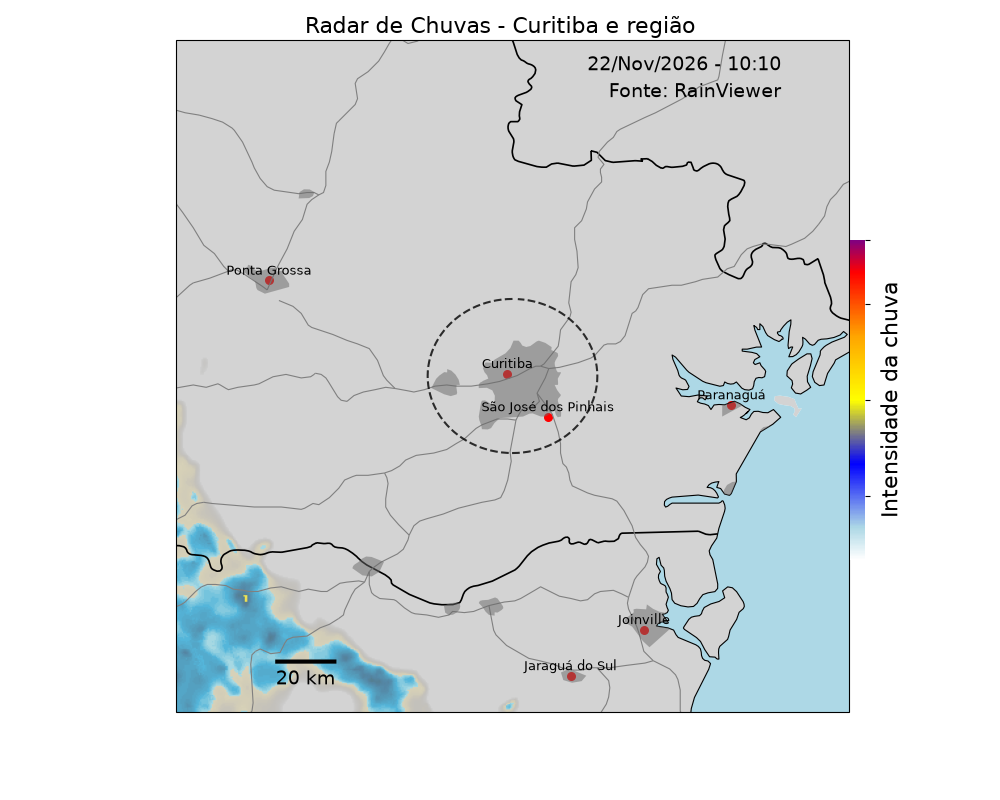 Radar de Chuvas - Curitiba e região
22/Nov/2026 - 10:10
Fonte: RainViewer
Ponta Grossa
Curitiba
São José dos Pinhais
Paranaguá
Intensidade da chuva
Joinville
Jaraguá do Sul
20 km